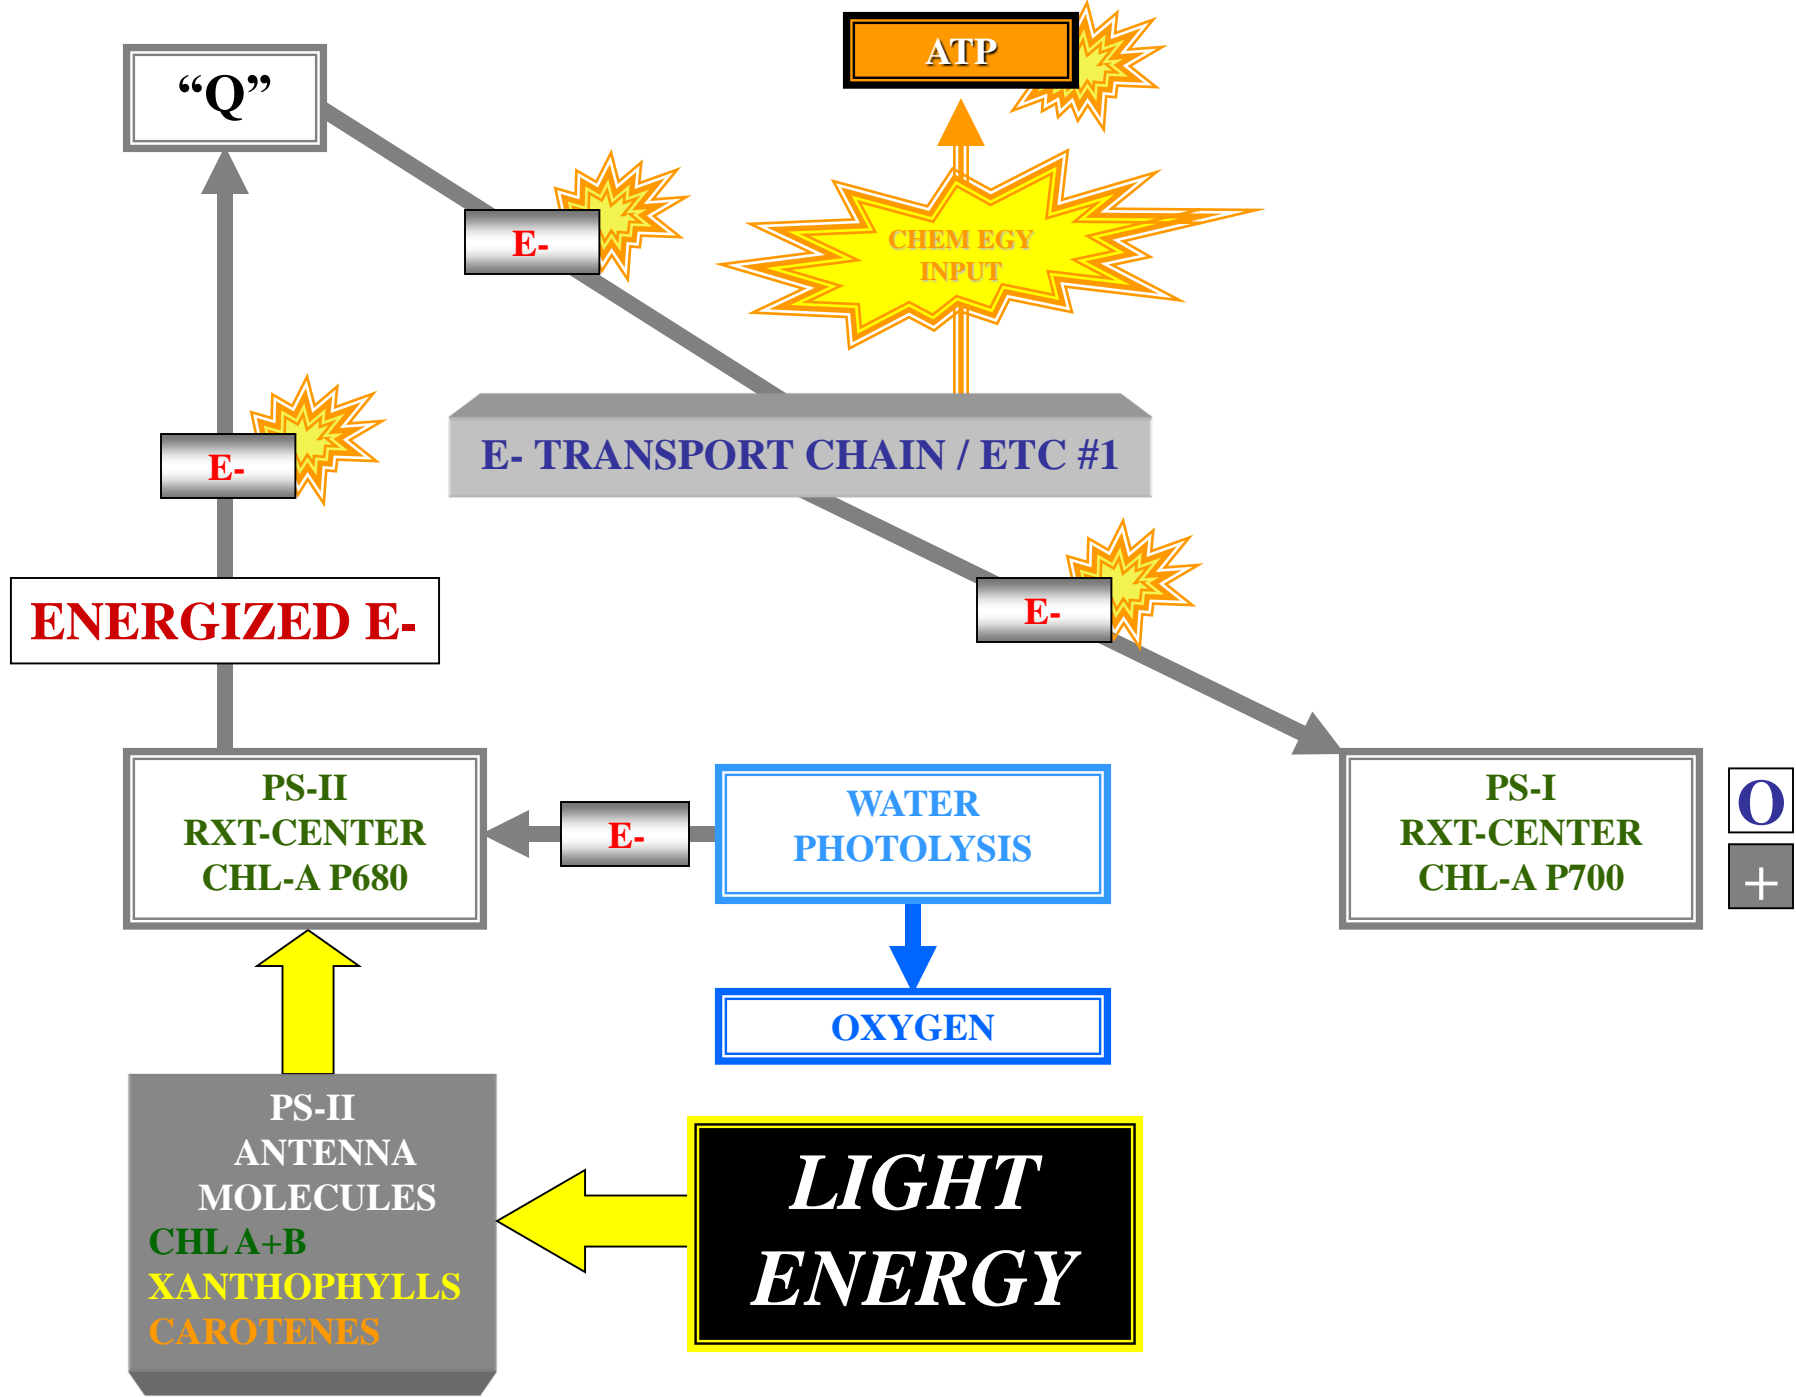 “Q”
ATP
E-
CHEM EGY
INPUT
E-
E- TRANSPORT CHAIN / ETC #1
ENERGIZED E-
E-
PS-II
RXT-CENTER
CHL-A P680
E-
WATER
PHOTOLYSIS
PS-I
RXT-CENTER
CHL-A P700
O
+
OXYGEN
PS-II
ANTENNA
MOLECULES
CHL A+B
XANTHOPHYLLS
CAROTENES
LIGHT
ENERGY